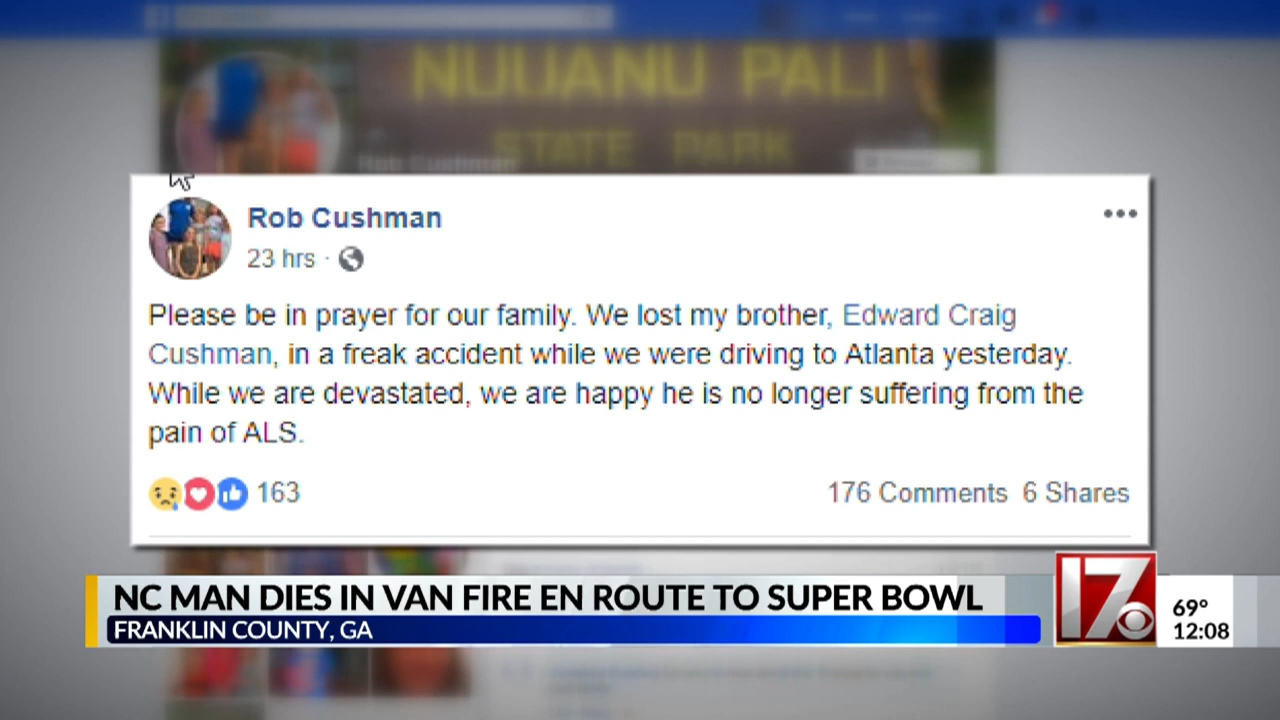 NUUANU PALI
STATE PARK
Rob Cushman
23 hrs ·
Please be in prayer for our family. We lost my brother, Edward Craig
Cushman, in a freak accident while we were driving to Atlanta yesterday.
While we are devastated, we are happy he is no longer suffering from the
pain of ALS.
163
176 Comments 6 Shares
NC MAN DIES IN VAN FIRE EN ROUTE TO SUPER BOWL
FRANKLIN COUNTY, GA
17
69°
12:08